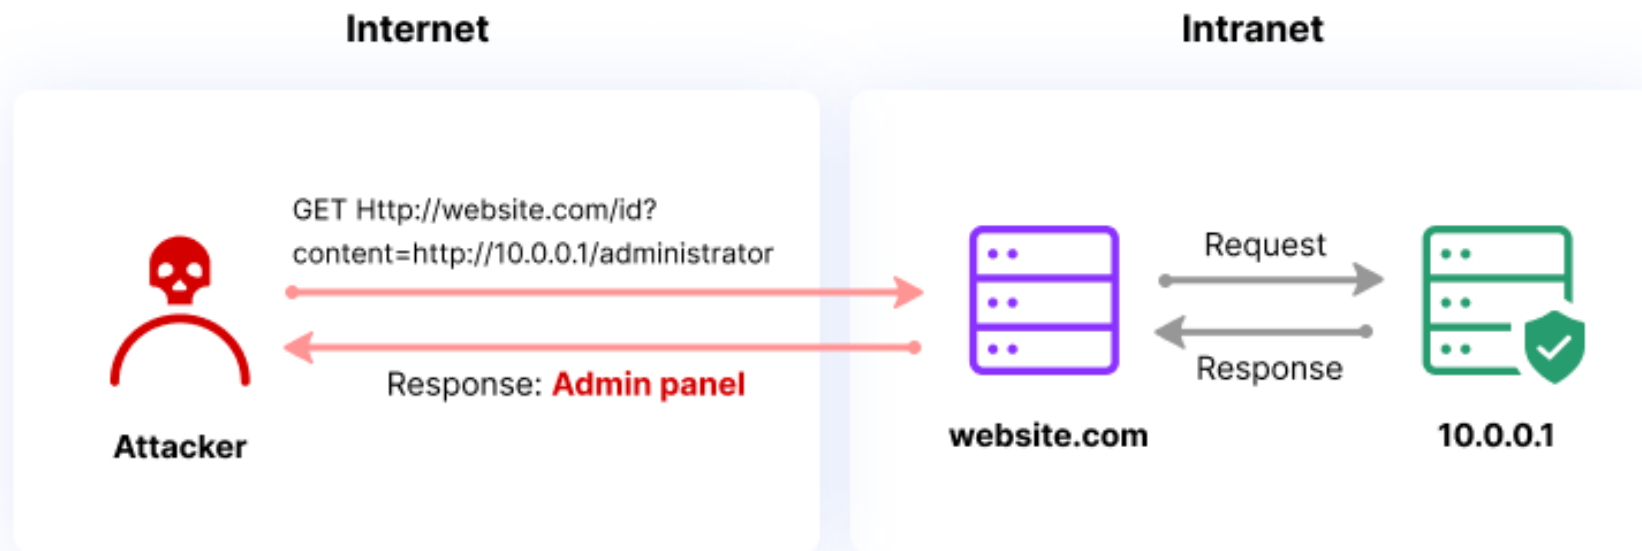 Internet
Intranet
GET Http://website.com/id?
content=http://10.0.0.1/administrator
Response: Admin panel
Attacker
Request
Response
website.com
10.0.0.1